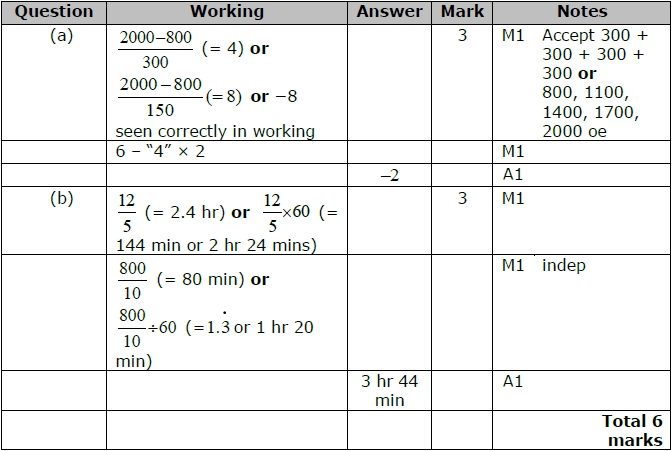 Question Working Answer Mark Notes
(a) 2000–800/300 (= 4) or 3 M1 Accept 300 +
300 + 300 +
300 or
2000 – 800/150 (= 8) or –8 800, 1100,
1400, 1700,
seen correctly in working 2000 oe
6 – “4” × 2 M1
–2 A1
(b) 12/5 (= 2.4 hr) or 12/5 ×60 (= 3 M1
144 min or 2 hr 24 mins)
800/10 (= 80 min) or M1 indep
800/10 ÷60 (=1.3̇ or 1 hr 20
min)
3 hr 44 A1
min
Total 6
marks